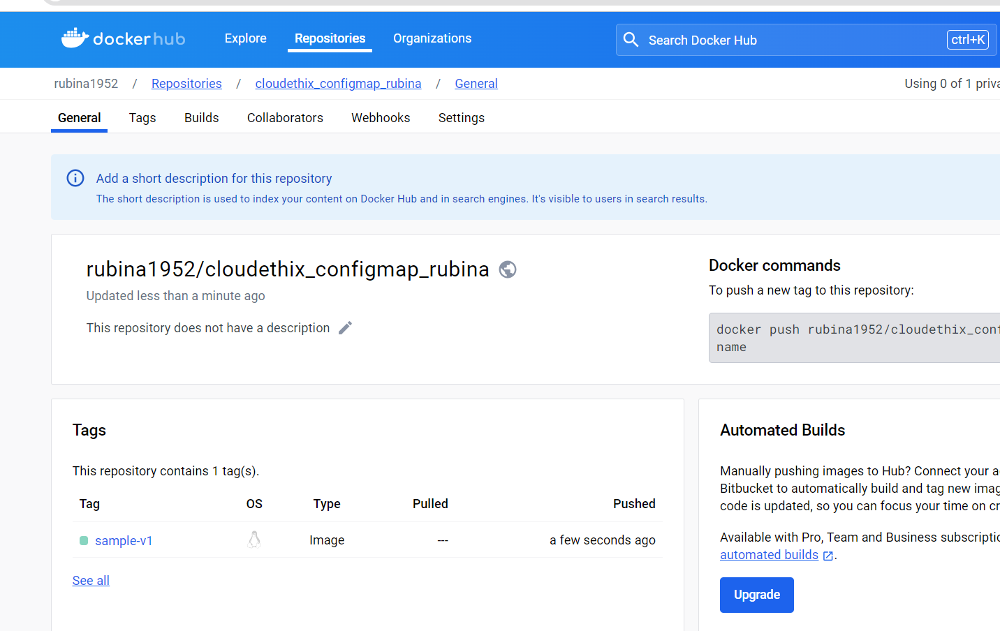 docker hub
Explore Repositories Organizations
Search Docker Hub ctrl+K
rubina1952 / Repositories / cloudethix_configmap_rubina / General
Using 0 of 1 priva
General Tags Builds Collaborators Webhooks Settings
Add a short description for this repository
The short description is used to index your content on Docker Hub and in search engines. It's visible to users in search results.
rubina1952/cloudethix_configmap_rubina
Updated less than a minute ago
This repository does not have a description
Docker commands
To push a new tag to this repository:
docker push rubina1952/cloudethix_conf
name
Tags
This repository contains 1 tag(s).
Tag OS Type Pulled Pushed
sample-v1 Image --- a few seconds ago
See all
Automated Builds
Manually pushing images to Hub? Connect your a
Bitbucket to automatically build and tag new imag
code is updated, so you can focus your time on cr
Available with Pro, Team and Business subscriptio
automated builds .
Upgrade